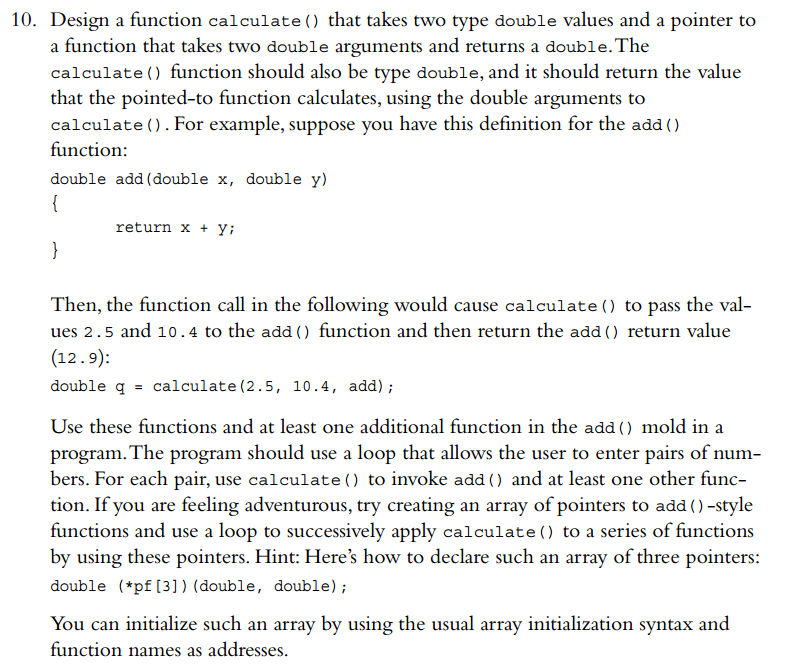 10. Design a function calculate() that takes two type double values and a pointer to
a function that takes two double arguments and returns a double.The
calculate() function should also be type double, and it should return the value
that the pointed-to function calculates, using the double arguments to
calculate(). For example, suppose you have this definition for the add()
function:
double add(double x, double y)
{
return x + y;
}
Then, the function call in the following would cause calculate() to pass the val-
ues 2.5 and 10.4 to the add() function and then return the add() return value
(12.9):
double q = calculate(2.5, 10.4, add);
Use these functions and at least one additional function in the add() mold in a
program.The program should use a loop that allows the user to enter pairs of num-
bers. For each pair, use calculate() to invoke add() and at least one other func-
tion. If you are feeling adventurous, try creating an array of pointers to add()-style
functions and use a loop to successively apply calculate() to a series of functions
by using these pointers. Hint: Here’s how to declare such an array of three pointers:
double (*pf[3])(double, double);
You can initialize such an array by using the usual array initialization syntax and
function names as addresses.